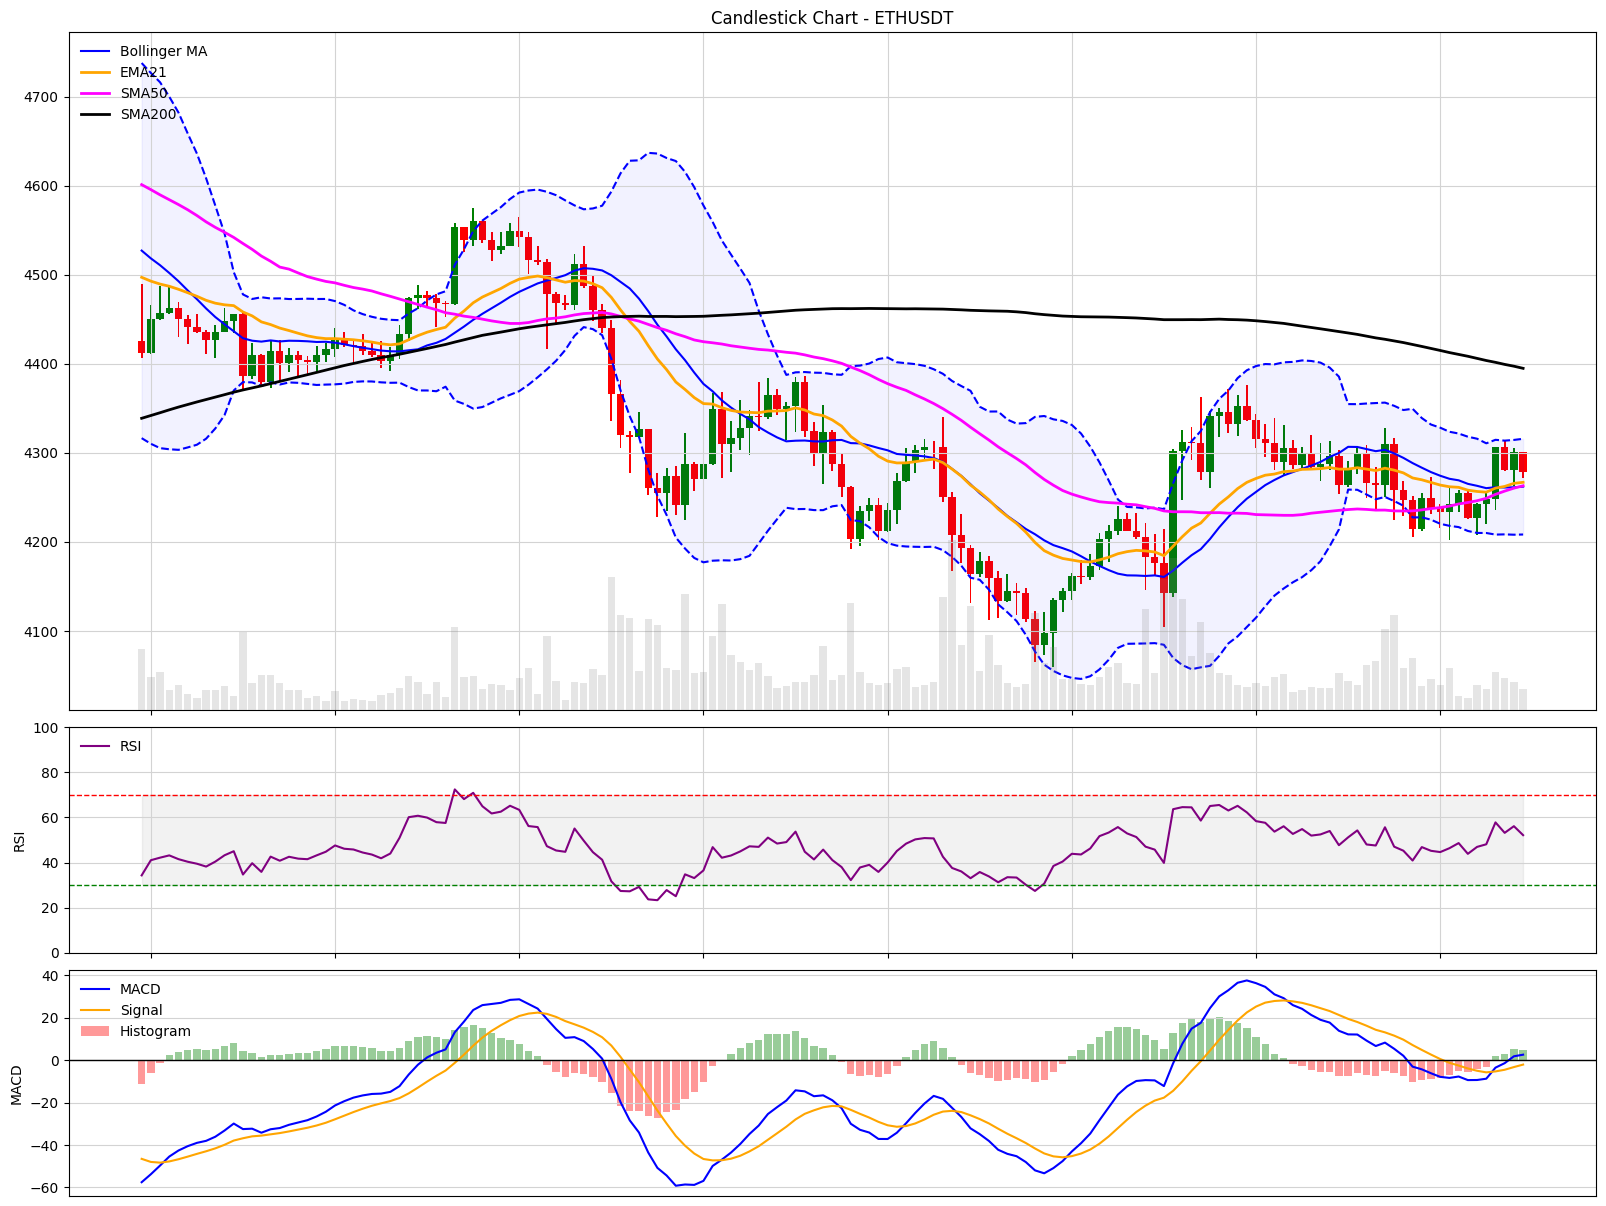 Candlestick Chart - ETHUSDT
Bollinger MA
EMA21
SMA50
SMA200
4700
4600
4500
4400
4300
4200
4100
RSI
100
80
60
40
20
0
RSI
MACD
Signal
Histogram
40
20
0
−20
−40
−60
MACD